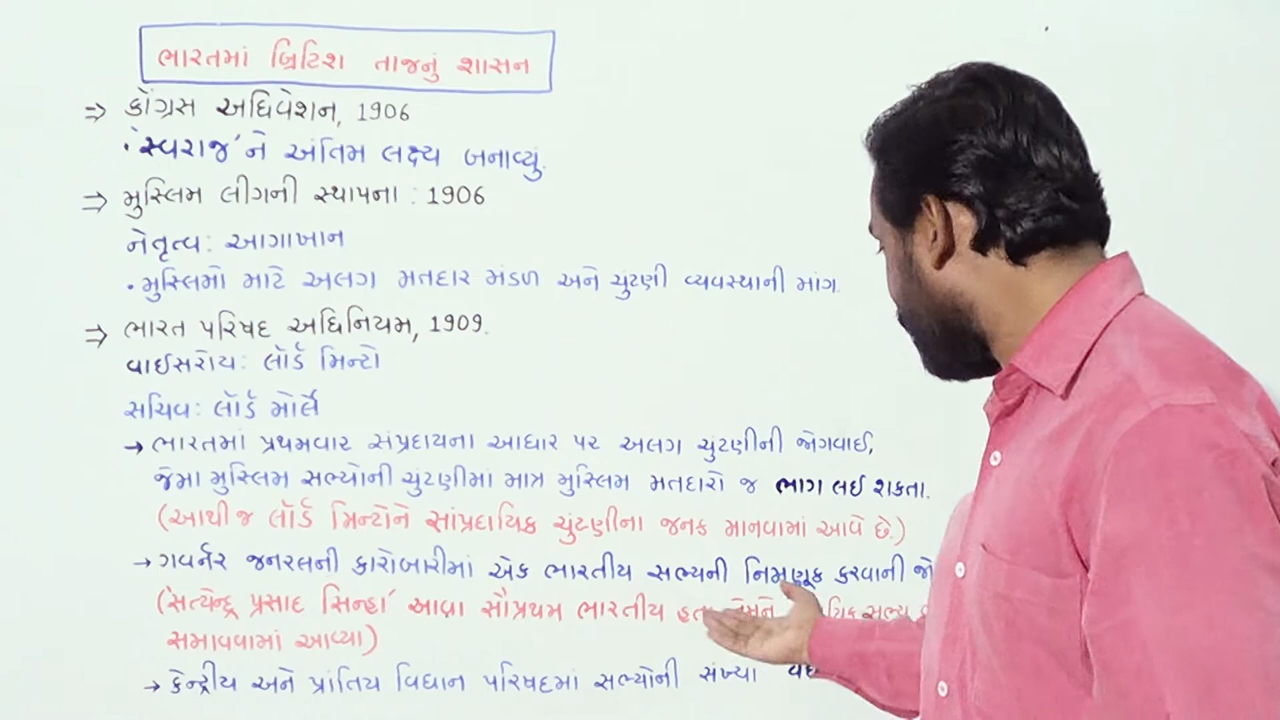 ભારતમાં બ્રિટિશ તાજનું શાસન
⇒ કોંગ્રસ અધિવેશન, 1906
• 'સ્વરાજ' ને અંતિમ લક્ષ્ય બનાવ્યું.
⇒ મુસ્લિમ લીગની સ્થાપના : 1906
નેતૃત્વ: આગાખાન
• મુસ્લિમો માટે અલગ મતદાર મંડળ અને ચુંટણી વ્યવસ્થાની માંગ.
⇒ ભારત પરિષદ અધિનિયમ, 1909.
વાઈસરોય: લૉર્ડ મિન્ટો
સચિવ: લૉર્ડ મોર્લે
→ ભારતમાં પ્રથમવાર સંપ્રદાયના આધાર પર અલગ ચુટણીની જોગવાઈ,
જેમા મુસ્લિમ સભ્યોની ચુંટણીમાં માત્ર મુસ્લિમ મતદારો જ ભાગ લઈ શકતા.
(આથી જ લૉર્ડ મિન્ટોને સાંપ્રદાયિક ચુંટણીના જનક માનવામાં આવે છે.)
→ ગવર્નર જનરલની કારોબારીમાં એક ભારતીય સભ્યની નિમણૂક કરવાની
('સત્યેન્દ્ર પ્રસાદ સિન્હા' આવા સૌપ્રથમ ભારતીય સભ્ય
સમાવવામાં આવ્યા)
→ કેન્દ્રીય અને પ્રાંતિય વિધાન પરિષદમાં સભ્યોની સંખ્યા